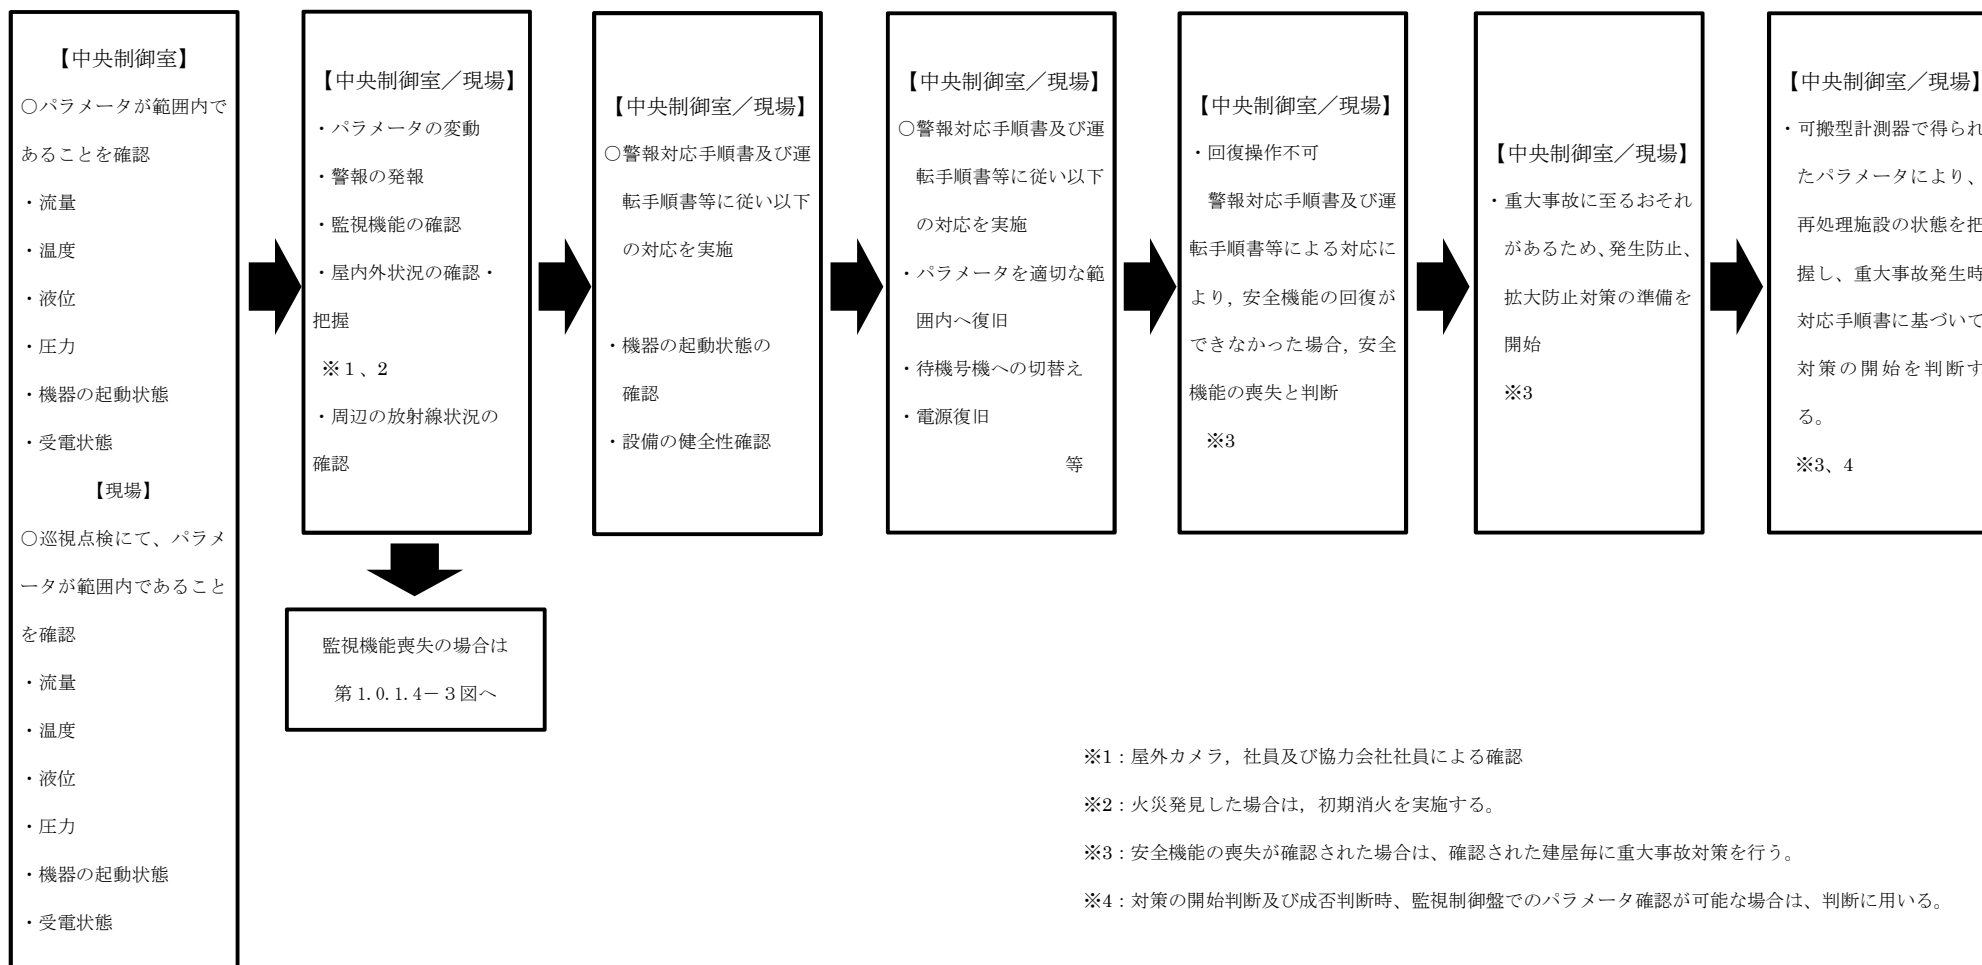 【中央制御室】
○パラメータが範囲内で
あることを確認
・流量
・温度
・液位
・圧力
・機器の起動状態
・受電状態
【現場】
○巡視点検にて、パラメ
ータが範囲内であること
を確認
・流量
・温度
・液位
・圧力
・機器の起動状態
・受電状態
【中央制御室／現場】
・パラメータの変動
・警報の発報
・監視機能の確認
・屋内外状況の確認・
把握
※１、2
・周辺の放射線状況の
確認
監視機能喪失の場合は
第 1.0.1.4－３図へ
【中央制御室／現場】
○警報対応手順書及び運
転手順書等に従い以下
の対応を実施
・機器の起動状態の
確認
・設備の健全性確認
【中央制御室／現場】
○警報対応手順書及び運
転手順書等に従い以下
の対応を実施
・パラメータを適切な範
囲内へ復旧
・待機号機への切替え
・電源復旧
等
【中央制御室／現場】
・回復操作不可
警報対応手順書及び運
転手順書等による対応に
より，安全機能の回復が
できなかった場合，安全
機能の喪失と判断
※3
【中央制御室／現場】
・重大事故に至るおそれ
があるため、発生防止、
拡大防止対策の準備を
開始
※3
【中央制御室／現場】
・可搬型計測器で得られ
たパラメータにより、
再処理施設の状態を把
握し、重大事故発生時
対応手順書に基づいて
対策の開始を判断す
る。
※3、4
※1：屋外カメラ，社員及び協力会社社員による確認
※2：火災発見した場合は，初期消火を実施する。
※3：安全機能の喪失が確認された場合は、確認された建屋毎に重大事故対策を行う。
※4：対策の開始判断及び成否判断時、監視制御盤でのパラメータ確認が可能な場合は、判断に用いる。